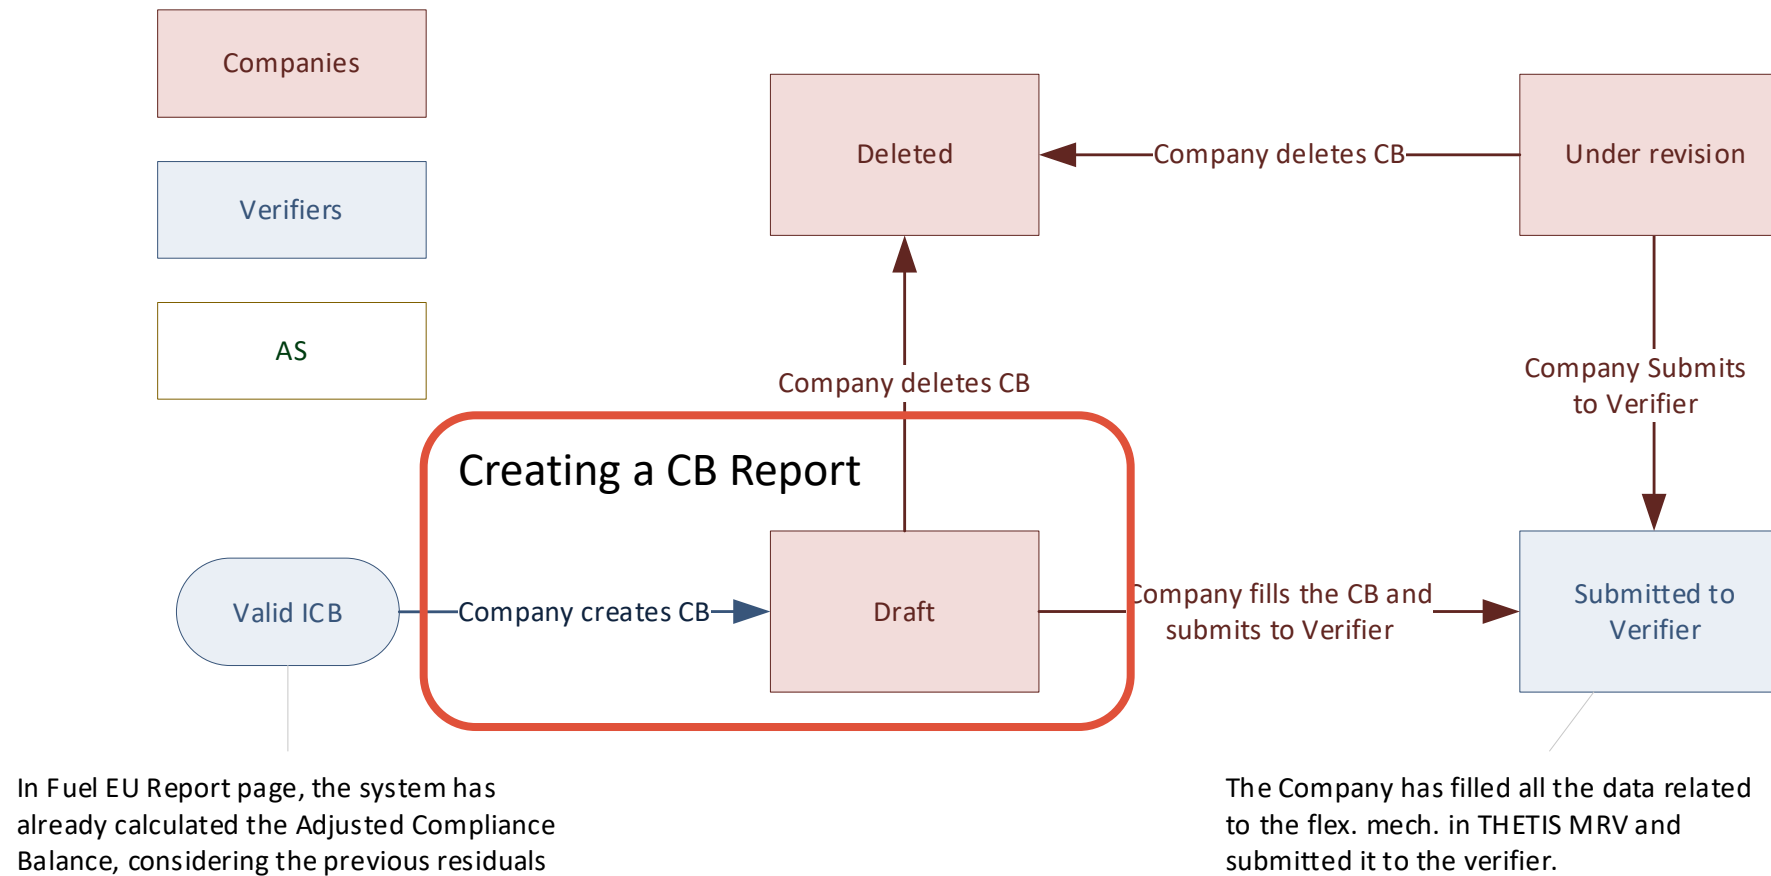 Companies
Verifiers
AS
Deleted
Company deletes CB
Under revision
Company deletes CB
Company Submits
to Verifier
Creating a CB Report
Valid ICB
Company creates CB
Draft
Company fills the CB and
submits to Verifier
Submitted to
Verifier
In Fuel EU Report page, the system has
already calculated the Adjusted Compliance
Balance, considering the previous residuals
The Company has filled all the data related
to the flex. mech. in THETIS MRV and
submitted it to the verifier.